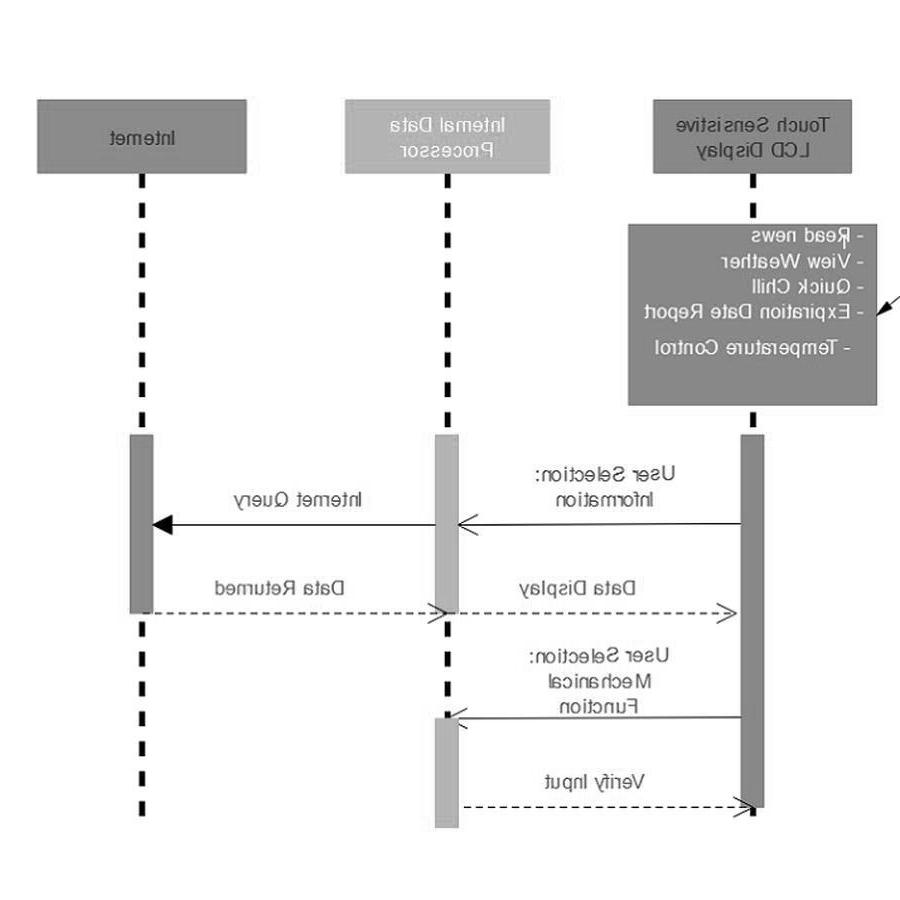 Touch Sensistive
LCD Display
Internal Data
Processor
Internet
- Read news
- View Weather
- Quick Chill
- Expiration Date Report
- Temperature Control
User Selection:
Information
Internet Query
Data Display
Data Returned
User Selection:
Mechanical
Function
Verify Input